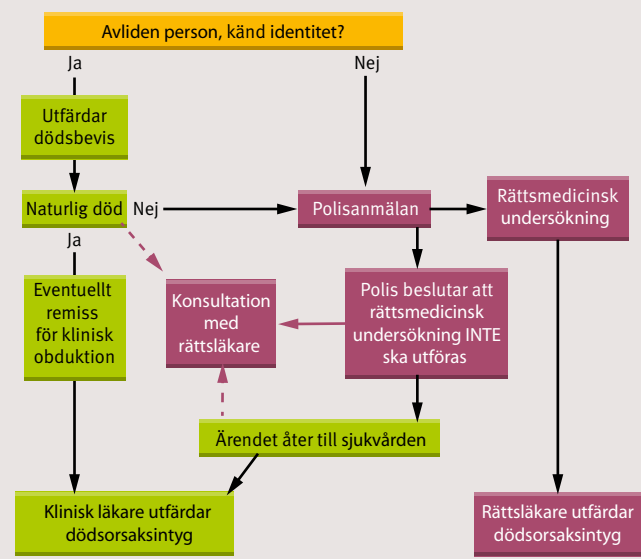 Avliden person, känd identitet?
Ja
Nej
Utfärdar
dödsbevis
Naturlig död
Nej
Polisanmälan
Rättsmedicinsk
undersökning
Ja
Eventuellt
remiss
för klinisk
obduktion
Konsultation
med
rättsläkare
Polis beslutar att
rättsmedicinsk
undersökning INTE
ska utföras
Ärendet åter till sjukvården
Klinisk läkare utfärdar
dödsorsaksintyg
Rättsläkare utfärdar
dödsorsaksintyg